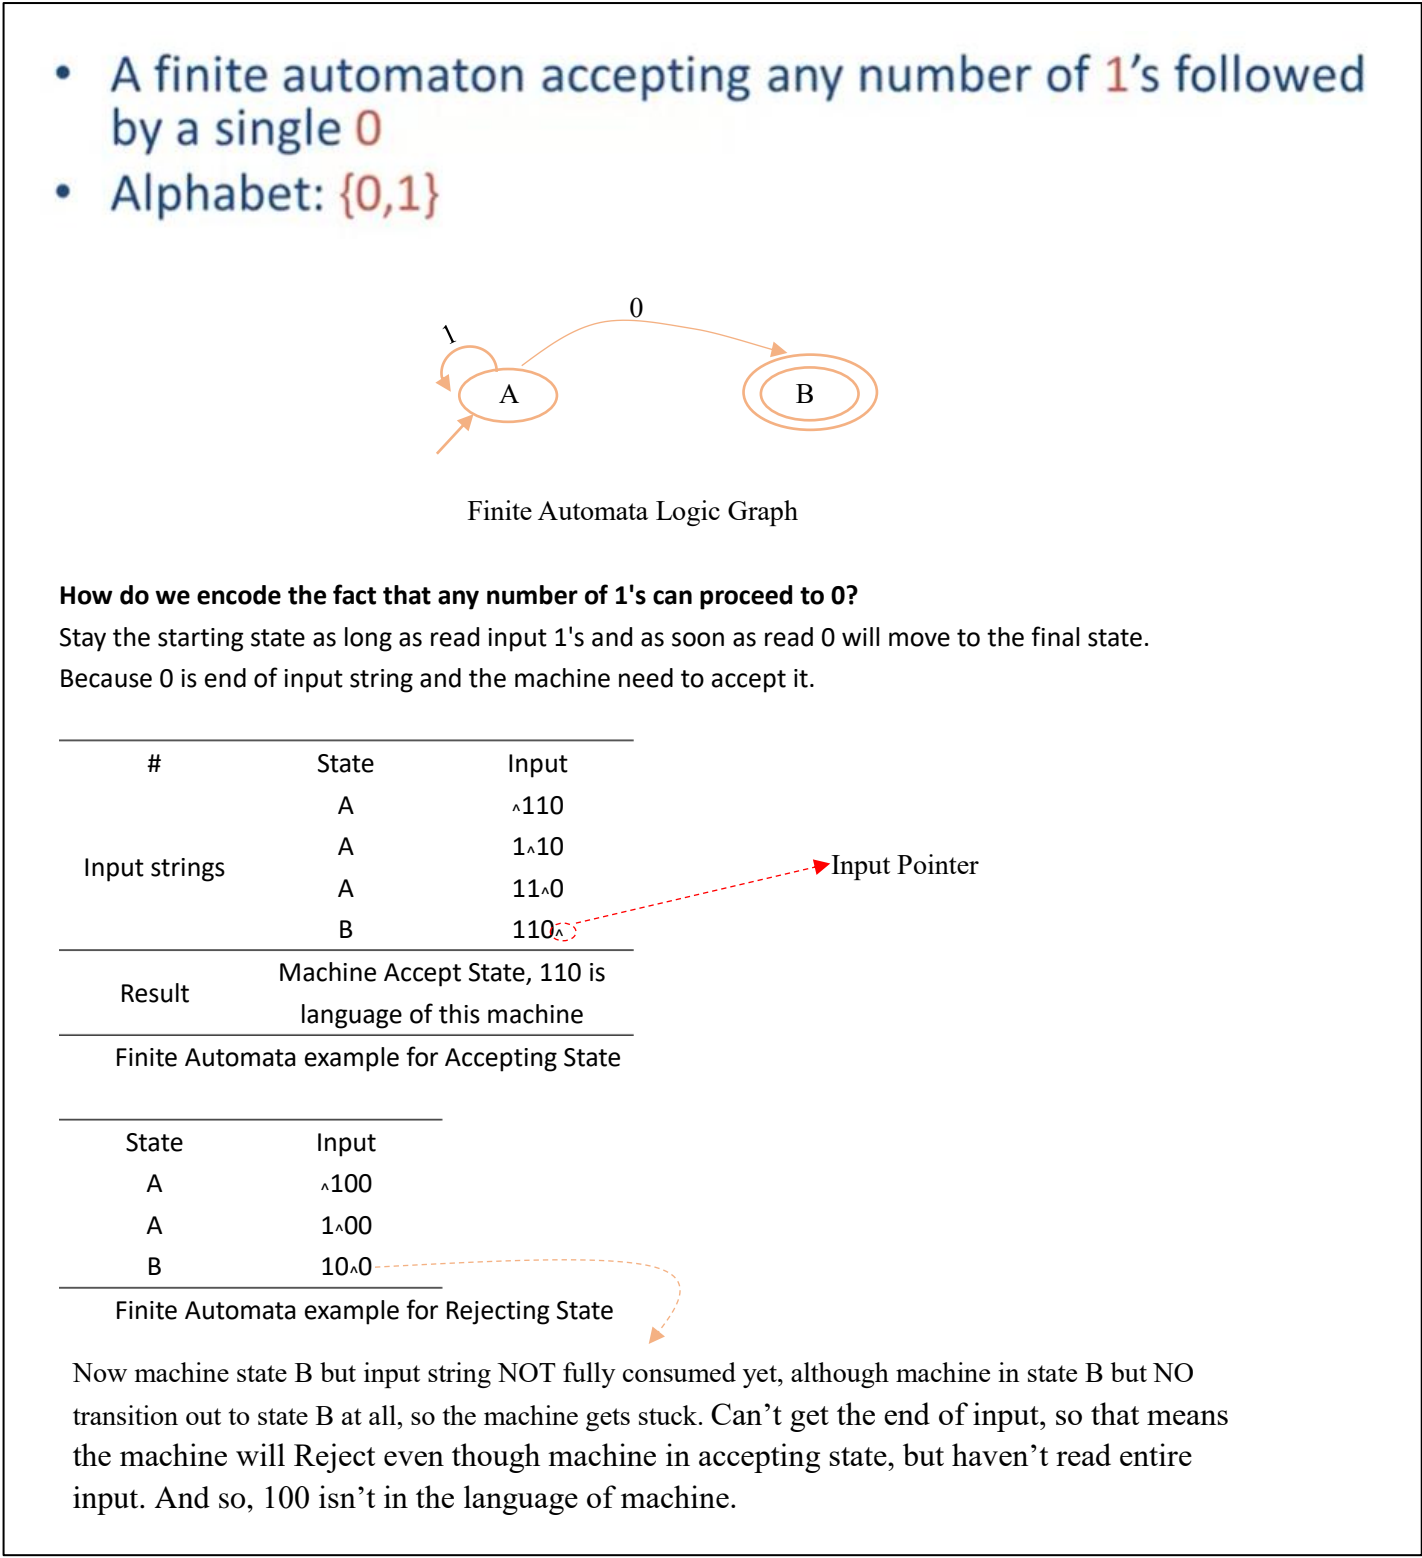 • A finite automaton accepting any number of 1's followed
by a single 0
• Alphabet: {0,1}
0
1
A
B
Finite Automata Logic Graph
How do we encode the fact that any number of 1's can proceed to 0?
Stay the starting state as long as read input 1's and as soon as read 0 will move to the final state.
Because 0 is end of input string and the machine need to accept it.
# State Input
A ^110
A 1^10
Input strings
A 11^0
B 110^
Input Pointer
Result
Machine Accept State, 110 is
language of this machine
Finite Automata example for Accepting State
State Input
A ^100
A 1^00
B 10^0
Finite Automata example for Rejecting State
Now machine state B but input string NOT fully consumed yet, although machine in state B but NO
transition out to state B at all, so the machine gets stuck. Can’t get the end of input, so that means
the machine will Reject even though machine in accepting state, but haven’t read entire
input. And so, 100 isn’t in the language of machine.